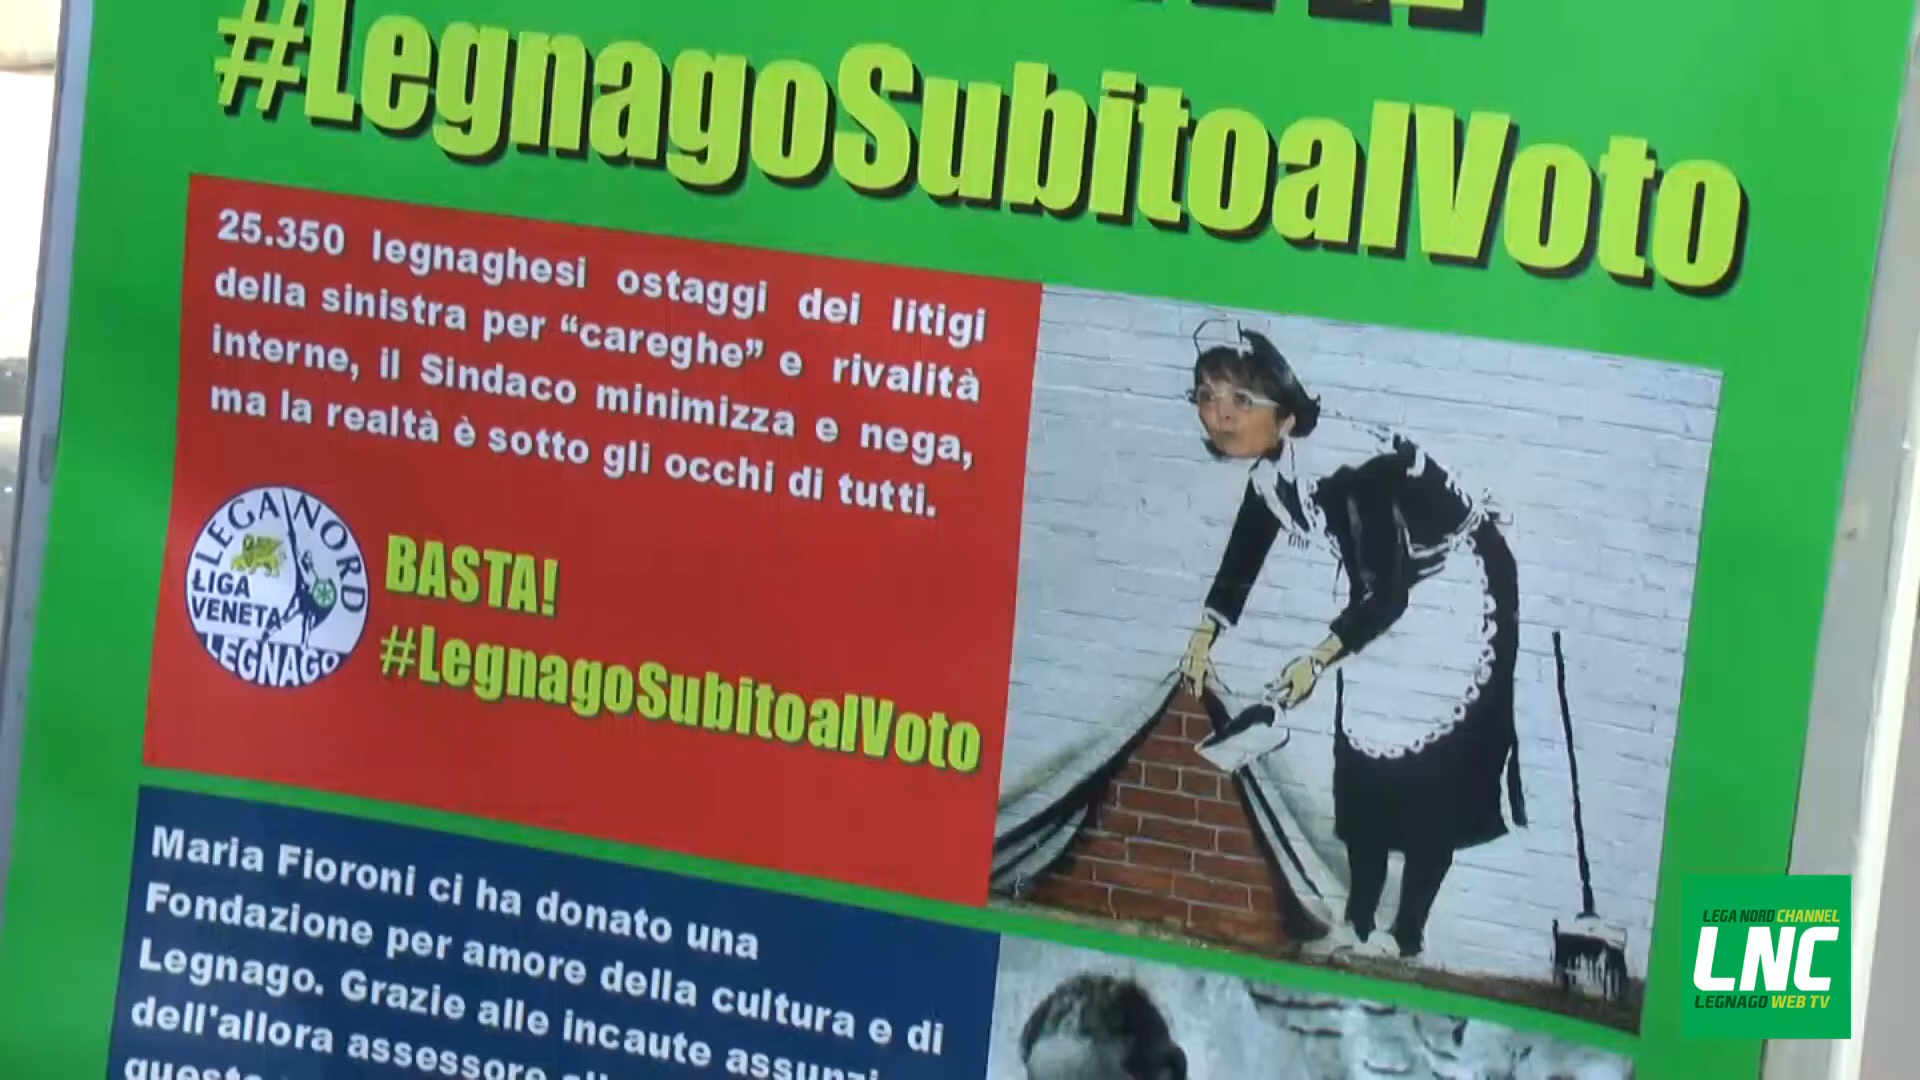 #LegnagoSubitoalVoto
25.350 legnaghesi ostaggi dei litigi
della sinistra per “careghe” e rivalità
interne, il Sindaco minimizza e nega,
ma la realtà è sotto gli occhi di tutti.
LEGA NORD
LIGA
VENETA
LEGNAGO
BASTA!
#LegnagoSubitoalVoto
Maria Fioroni ci ha donato una
Fondazione per amore della cultura e di
Legnago. Grazie alle incaute
dell'allora assessore
LEGA NORD CHANNEL
LNC
LEGNAGO WEB TV